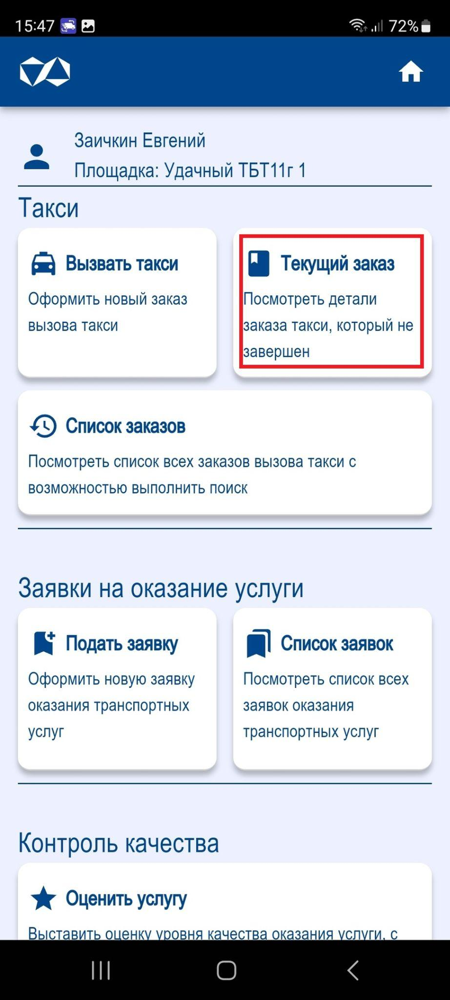 15:47
72%
Заичкин Евгений
Площадка: Удачный ТБТ11г 1
Такси
Вызвать такси
Оформить новый заказ
вызова такси
Текущий заказ
Посмотреть детали
заказа такси, который не
завершен
Список заказов
Посмотреть список всех заказов вызова такси с
возможностью выполнить поиск
Заявки на оказание услуги
Подать заявку
Оформить новую заявку
оказания транспортных
услуг
Список заявок
Посмотреть список всех
заявок оказания
транспортных услуг
Контроль качества
Оценить услугу
Выставить оценку уровня качества оказания услуги, с